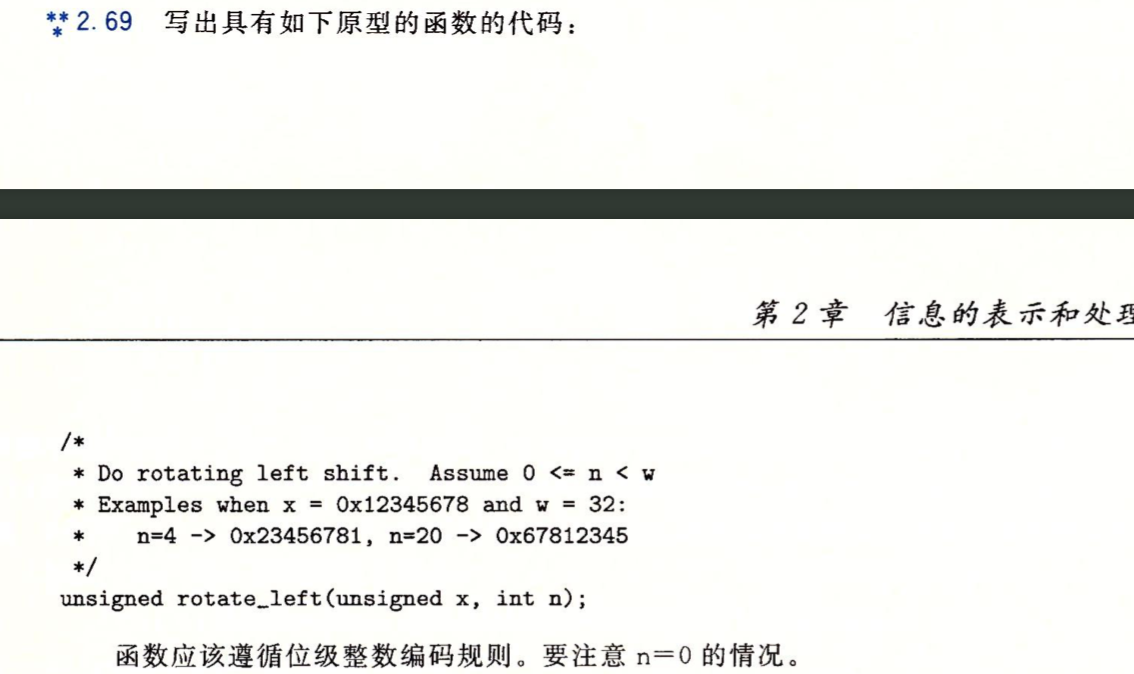 *** 2.69 写出具有如下原型的函数的代码：
第 2 章 信息的表示和处理
/*
 * Do rotating left shift. Assume 0 <= n < w
 * Examples when x = 0x12345678 and w = 32:
 *    n=4 -> 0x23456781, n=20 -> 0x67812345
 */
unsigned rotate_left(unsigned x, int n);
函数应该遵循位级整数编码规则。要注意 n=0 的情况。